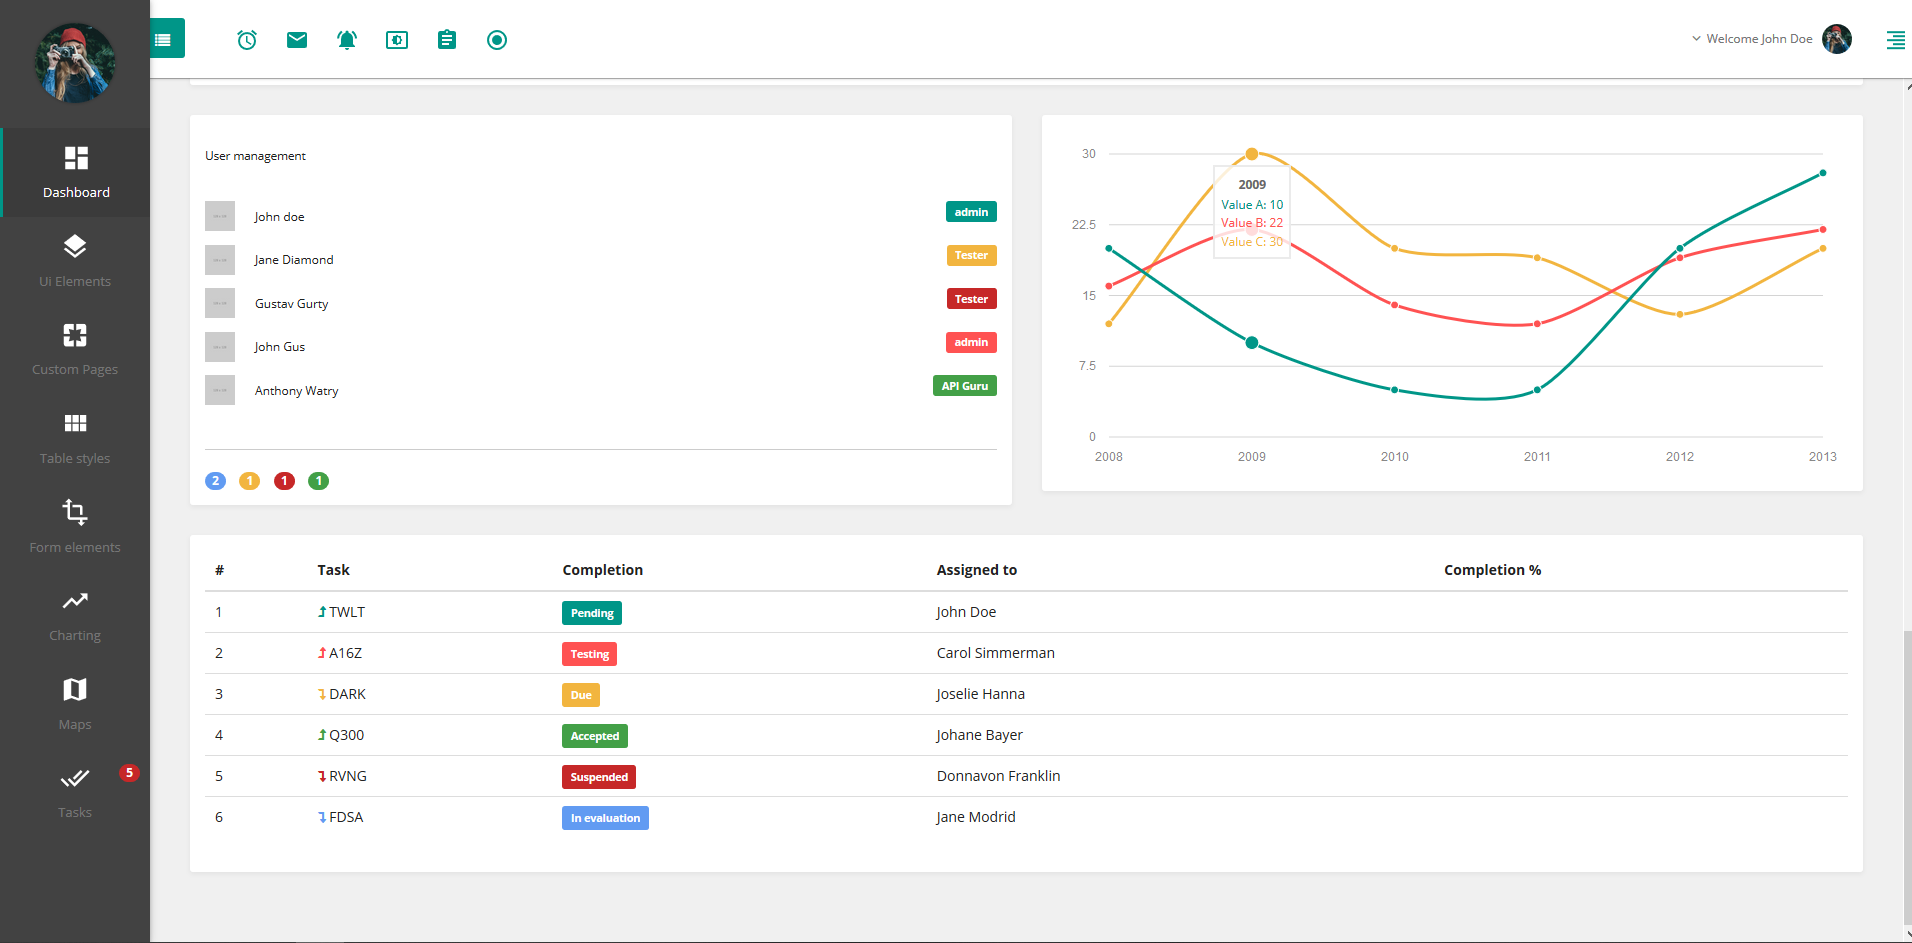 Welcome John Doe
Dashboard
Ui Elements
Custom Pages
Table styles
Form elements
Charting
Maps
5
Tasks
User management
John doe admin
Jane Diamond Tester
Gustav Gurty Tester
John Gus admin
Anthony Watry API Guru
2 1 1 1
30
22.5
15
7.5
0
2009
Value A: 10
Value B: 22
Value C: 30
2008 2009 2010 2011 2012 2013
# Task Completion Assigned to Completion %
1 TWLT Pending John Doe
2 A16Z Testing Carol Simmerman
3 DARK Due Joselie Hanna
4 Q300 Accepted Johane Bayer
5 RVNG Suspended Donnavon Franklin
6 FDSA In evaluation Jane Modrid